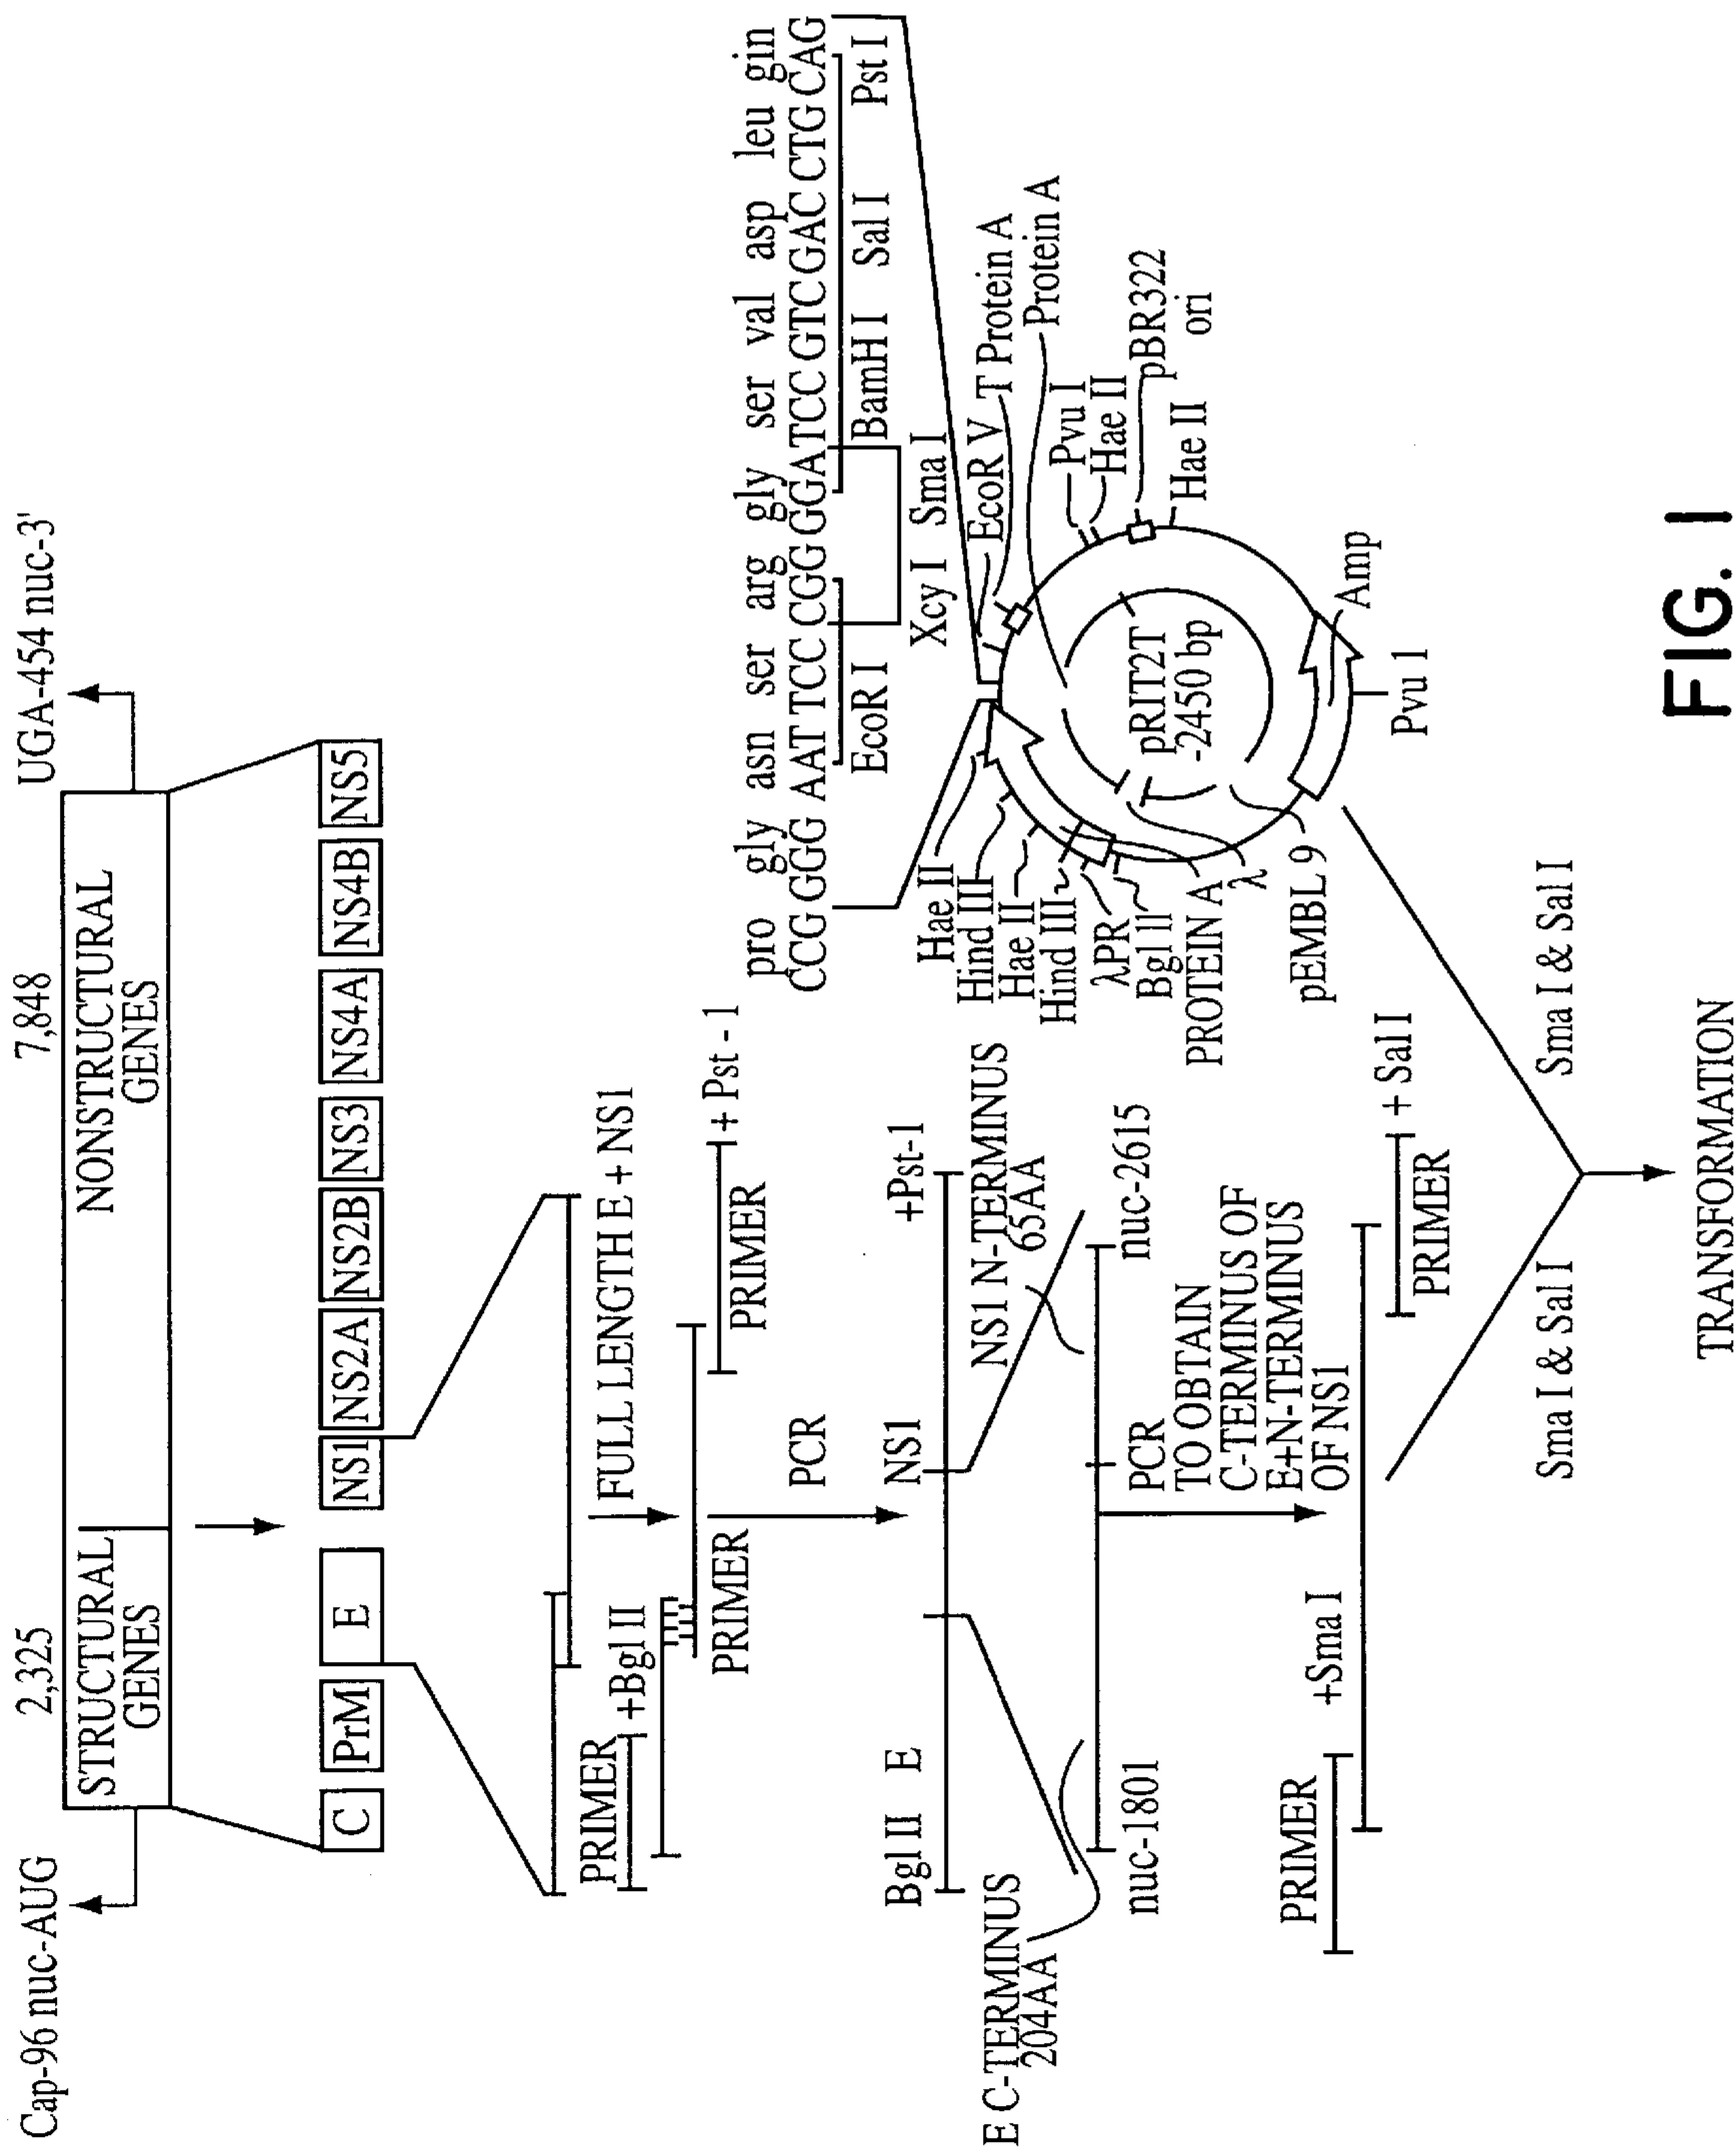 Cap-96 nuc-AUG
2,325
7,848
UGA-454 nuc-3'
STRUCTURAL
GENES
NONSTRUCTURAL
GENES
C
PrM
E
NS1
NS2A
NS2B
NS3
NS4A
NS4B
NS5
FULL LENGTH E + NS1
PRIMER
+Bgl II
PRIMER
PRIMER
+ Pst - 1
PCR
Bgl II
E
NS1
+Pst-1
E C-TERMINUS
204AA
NS1 N-TERMINUS
65AA
nuc-1801
nuc-2615
PCR
TO OBTAIN
C-TERMINUS OF
E+N-TERMINUS
OF NS1
PRIMER
+Sma I
PRIMER
+ Sal I
Sma I & Sal I
Sma I & Sal I
TRANSFORMATION
pro gly asn ser arg gly ser val asp leu gin
CCG GGG AAT TCC CGG GGA TCC GTC GAC CTG CAG
EcoR I
BamH I
Sal I
Pst I
Xcy I
Sma I
EcoR V
T Protein A
Protein A
Pvu I
Hae II
pBR322
ori
Hae II
Amp
Pvu 1
pRIT2T
-2450 bp
Hae II
Hind III
Hae II
Hind III
λPR
Bgl II
PROTEIN A
λ
pEMBL 9
FIG. 1